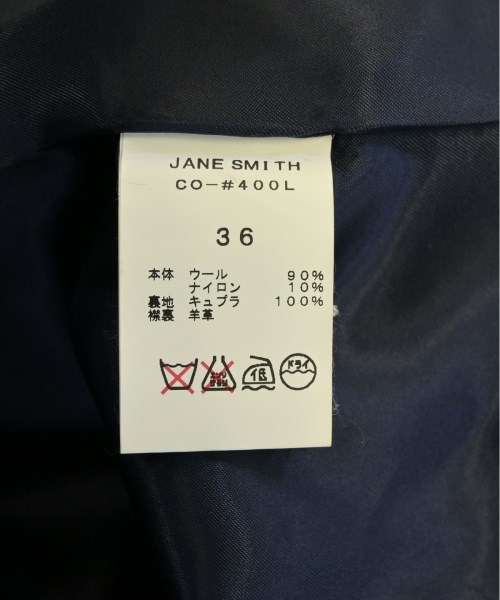 JANE SMITH
CO-#400L
36
本体 ウール 90%
ナイロン 10%
裏地 キュプラ 100%
襟裏 羊革
低 ドライ